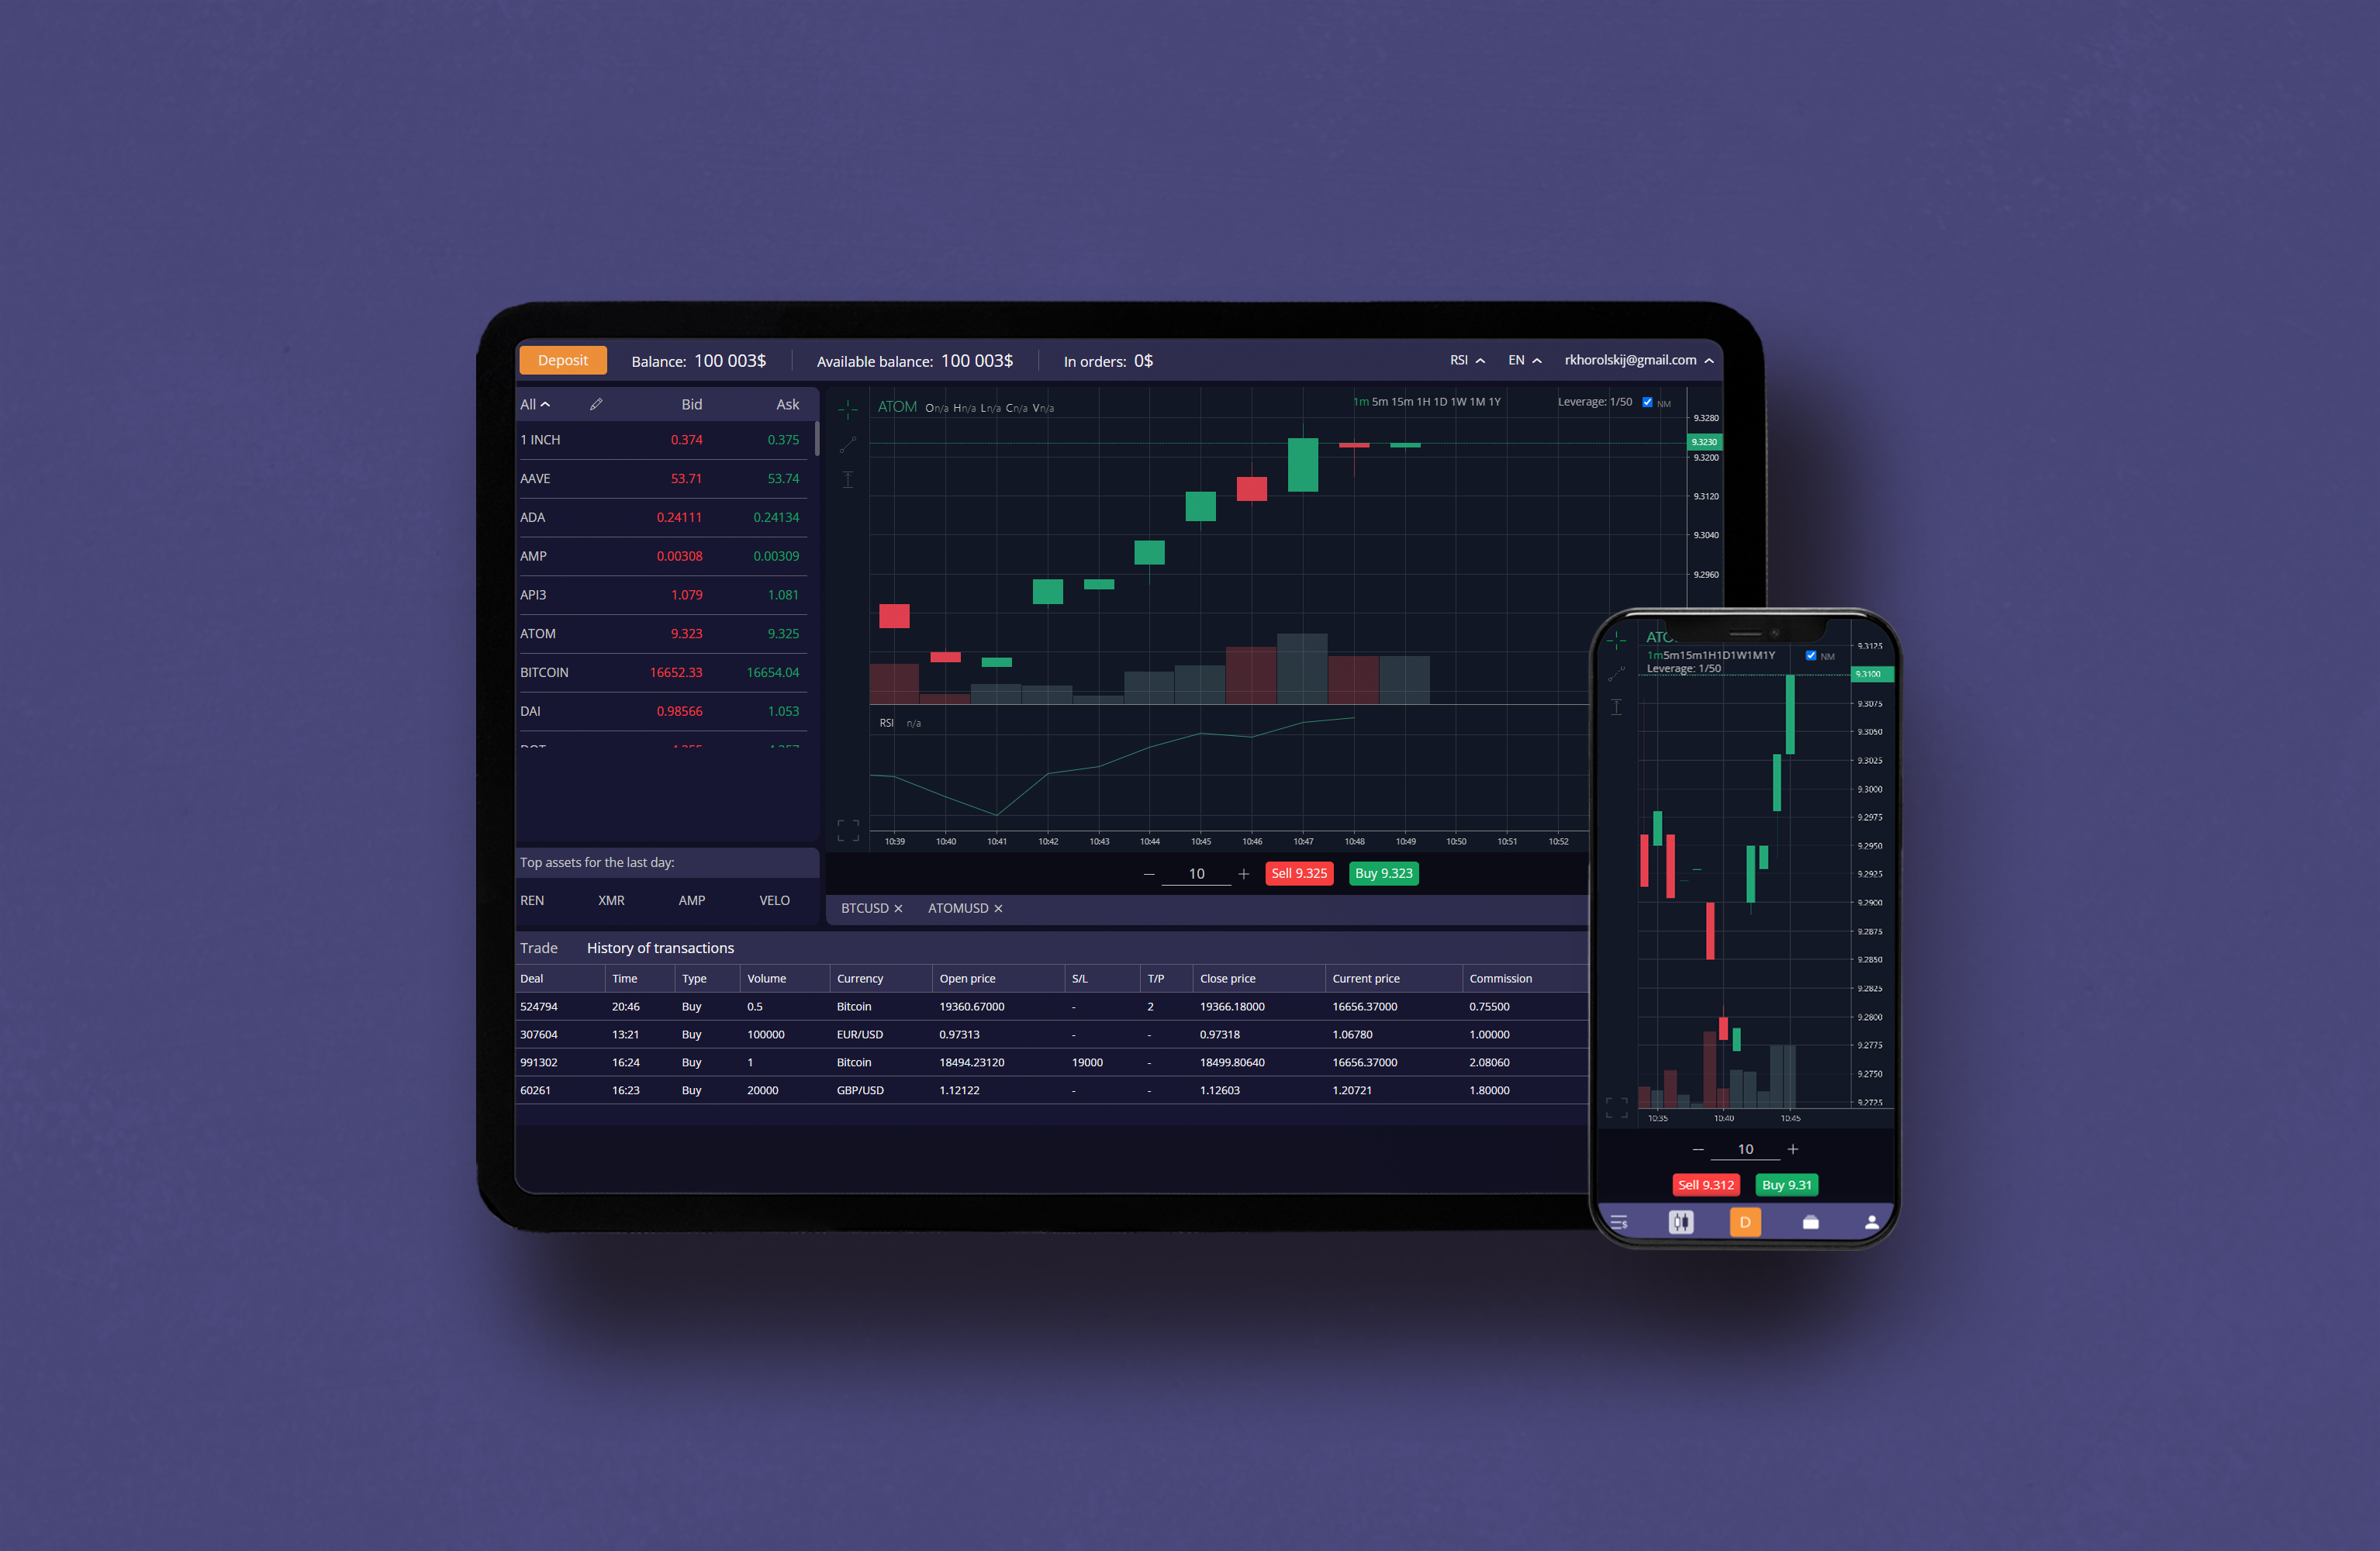 Deposit Balance: 100 003$ Available balance: 100 003$ In orders: 0$ RSI EN rkhorolskij@gmail.com
All Bid Ask
1 INCH 0.374 0.375
AAVE 53.71 53.74
ADA 0.24111 0.24134
AMP 0.00308 0.00309
API3 1.079 1.081
ATOM 9.323 9.325
BITCOIN 16652.33 16654.04
DAI 0.98566 1.053
Top assets for the last day:
REN XMR AMP VELO
ATOM On/a Hn/a Ln/a Cn/a Vn/a 1m 5m 15m 1H 1D 1W 1M 1Y Leverage: 1/50 NM
9.3280
9.3230
9.3200
9.3120
9.3040
9.2960
RSI n/a
10:39 10:40 10:41 10:42 10:43 10:44 10:45 10:46 10:47 10:48 10:49 10:50 10:51 10:52
10 Sell 9.325 Buy 9.323
BTCUSD ATOMUSD
Trade History of transactions
Deal Time Type Volume Currency Open price S/L T/P Close price Current price Commission
524794 20:46 Buy 0.5 Bitcoin 19360.67000 - 2 19366.18000 16656.37000 0.75500
307604 13:21 Buy 100000 EUR/USD 0.97313 - - 0.97318 1.06780 1.00000
991302 16:24 Buy 1 Bitcoin 18494.23120 19000 - 18499.80640 16656.37000 2.08060
60261 16:23 Buy 20000 GBP/USD 1.12122 - - 1.12603 1.20721 1.80000
1m5m15m1H1D1W1M1Y NM
Leverage: 1/50
9.3125
9.3100
9.3075
9.3050
9.3025
9.3000
9.2975
9.2950
9.2925
9.2900
9.2875
9.2850
9.2825
9.2800
9.2775
9.2750
9.2725
10:35 10:40 10:45
10
Sell 9.312 Buy 9.31
D